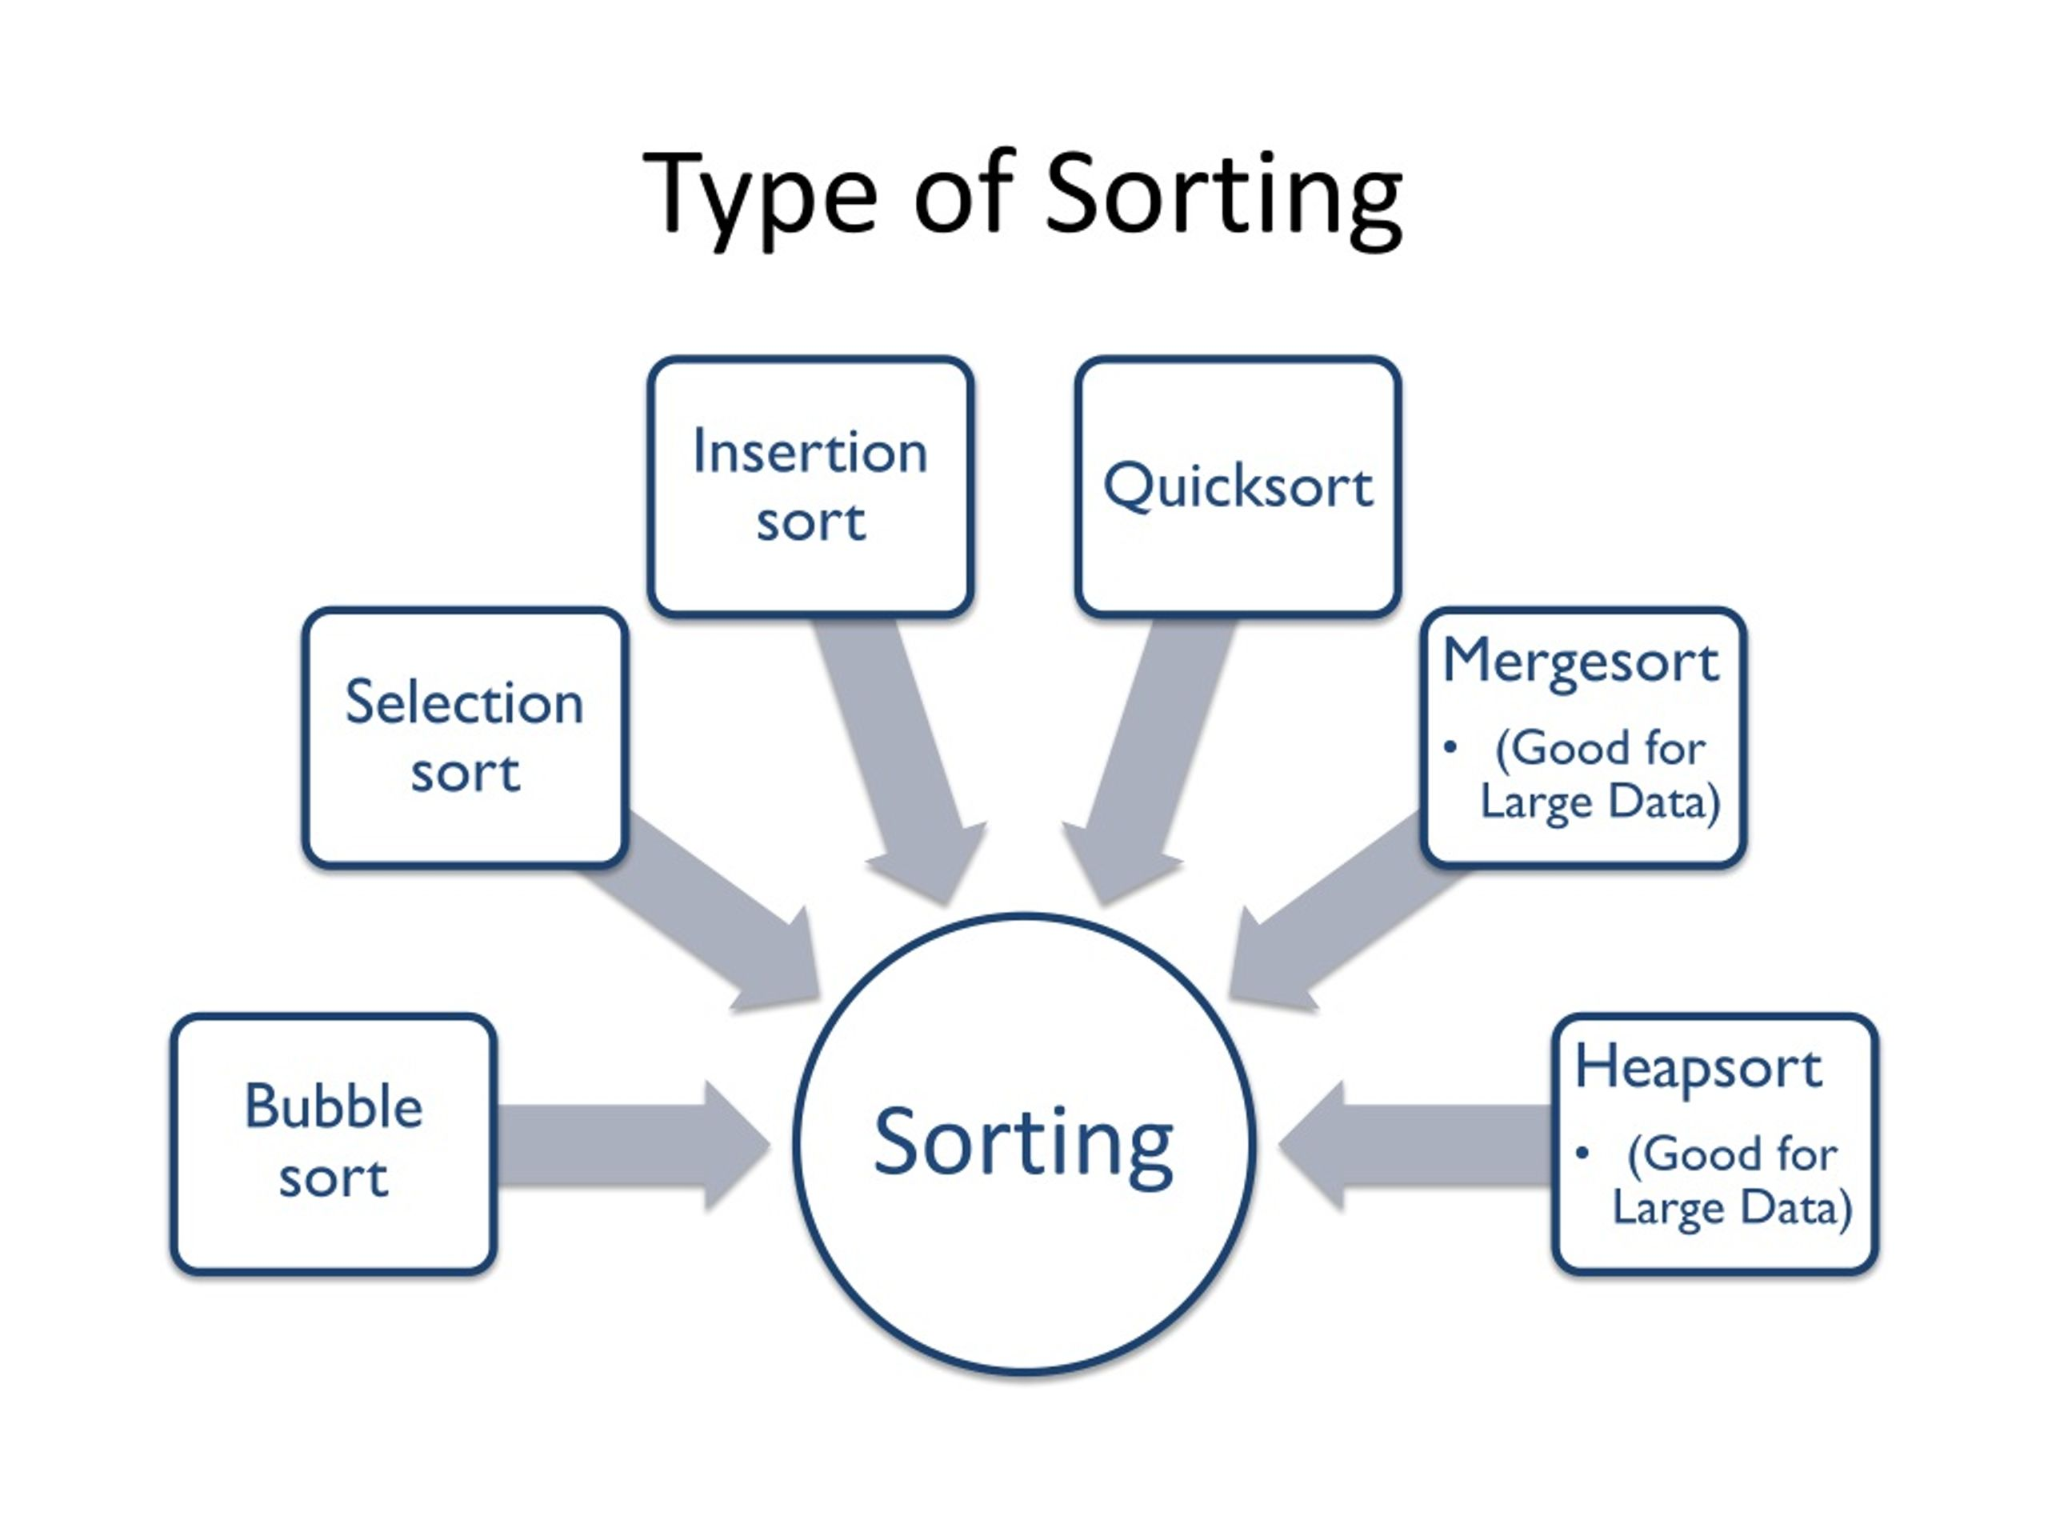 Type of Sorting
Insertion
sort
Quicksort
Selection
sort
Mergesort
• (Good for
Large Data)
Bubble
sort
Sorting
Heapsort
• (Good for
Large Data)